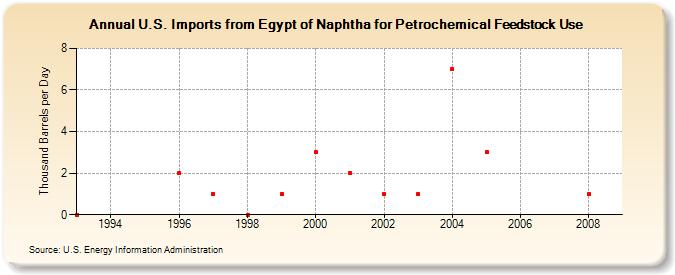 Annual U.S. Imports from Egypt of Naphtha for Petrochemical Feedstock Use
Thousand Barrels per Day
8
6
4
2
0
1994 1996 1998 2000 2002 2004 2006 2008
Source: U.S. Energy Information Administration